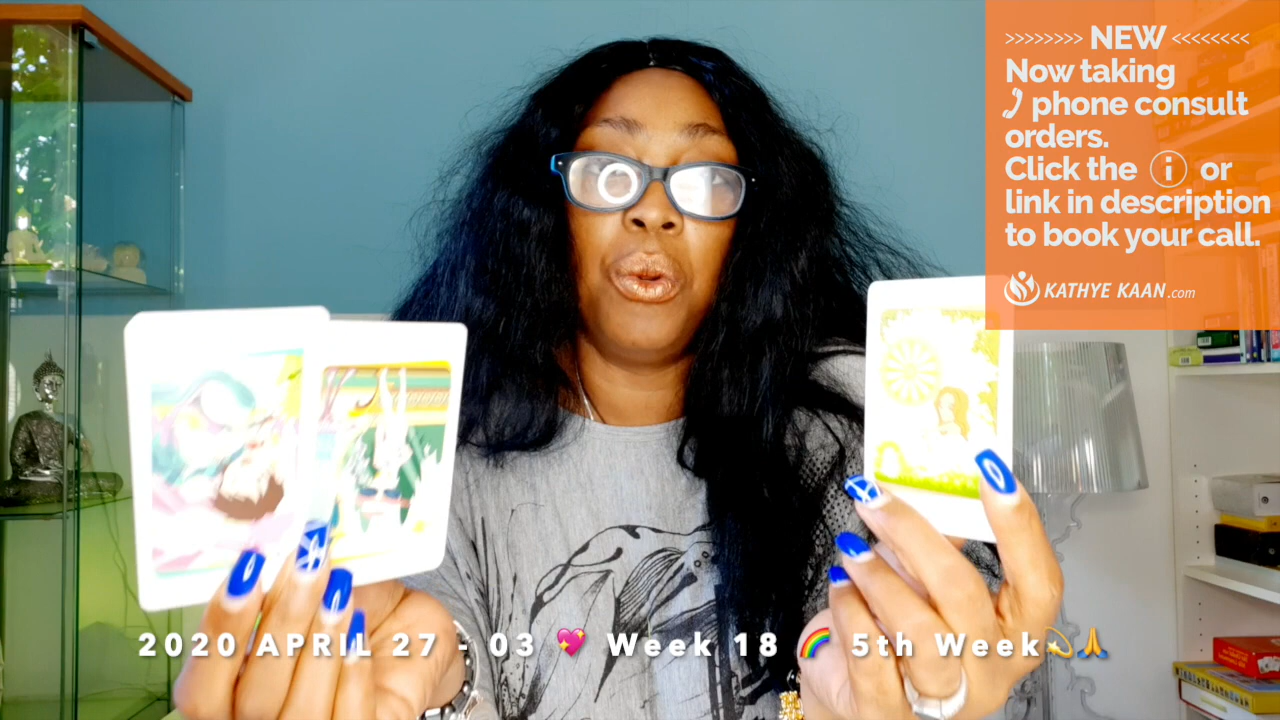 >>>>>>>> NEW <<<<<<<<
Now taking
phone consult
orders.
Click the i or
link in description
to book your call.
KATHYE KAAN.com
2020 APRIL 27 - 03 💖 Week 18 🌈 5th Week💫🙏